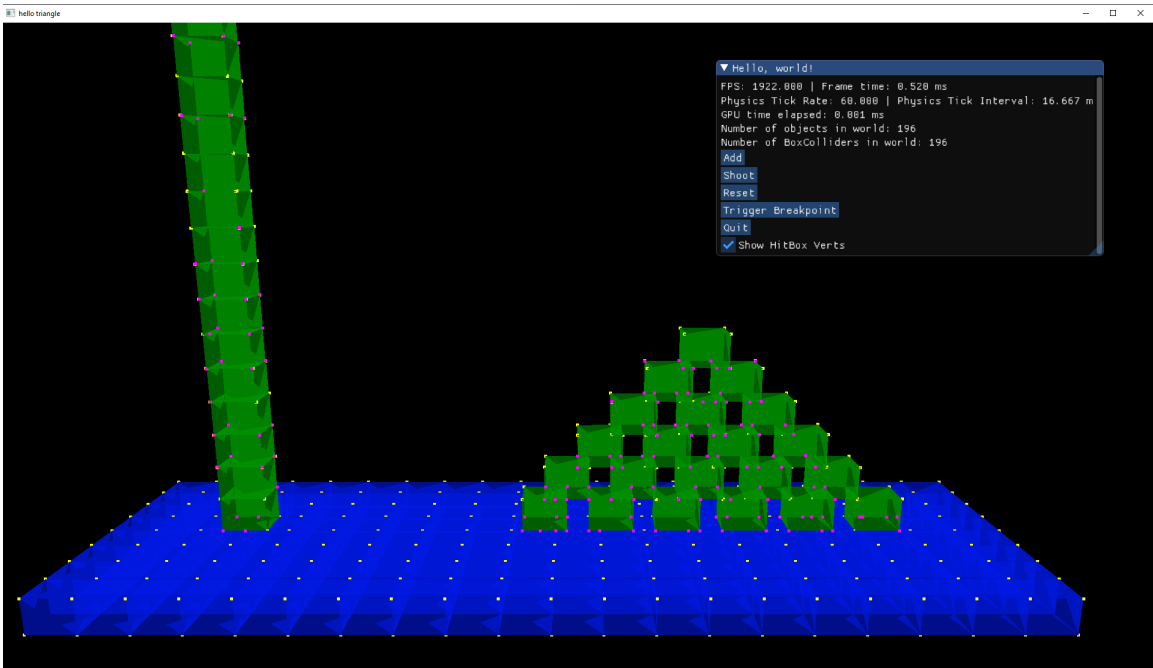 hello triangle
Hello, world!
FPS: 1922.000 | Frame time: 0.520 ms
Physics Tick Rate: 60.000 | Physics Tick Interval: 16.667 m
GPU time elapsed: 0.001 ms
Number of objects in world: 196
Number of BoxColliders in world: 196
Add
Shoot
Reset
Trigger Breakpoint
Quit
Show HitBox Verts